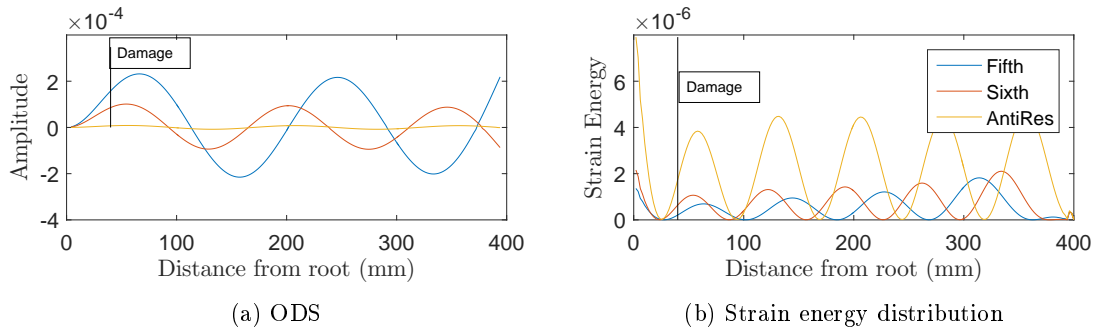 ×10⁻⁴
Damage
2
0
-2
-4
Amplitude
0 100 200 300 400
Distance from root (mm)
(a) ODS
×10⁻⁶
Fifth
Sixth
AntiRes
Damage
6
4
2
0
Strain Energy
0 100 200 300 400
Distance from root (mm)
(b) Strain energy distribution